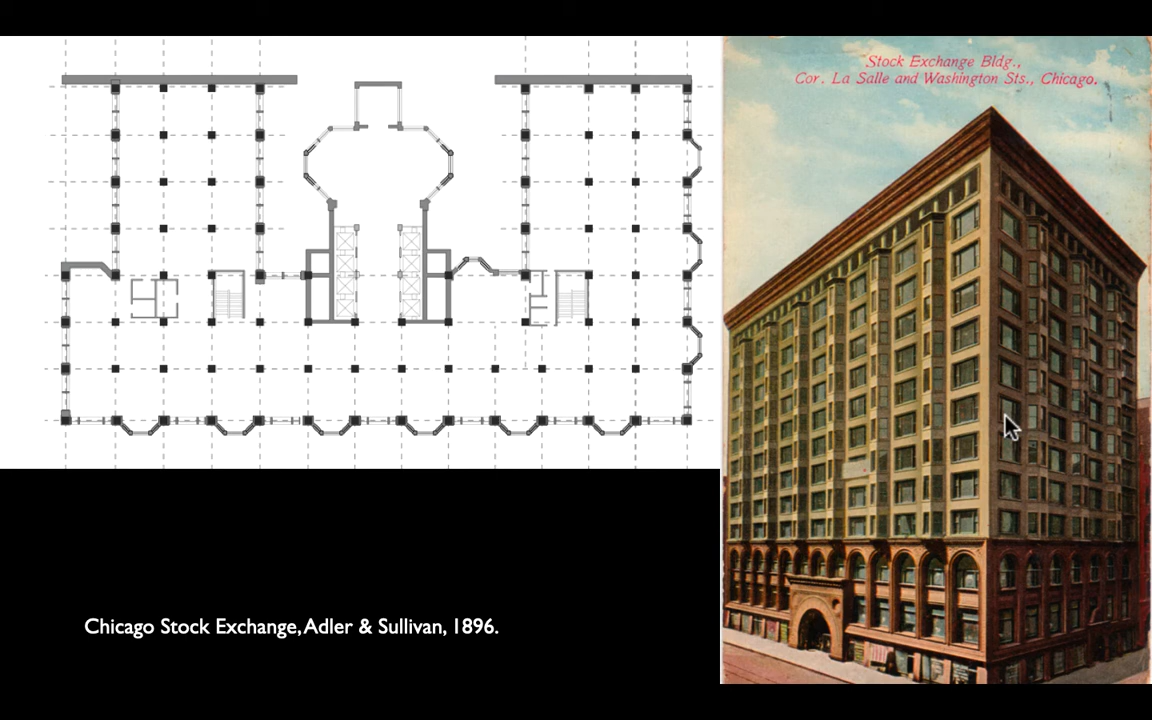 Stock Exchange Bldg.,
Cor. La Salle and Washington Sts., Chicago.
Chicago Stock Exchange, Adler & Sullivan, 1896.